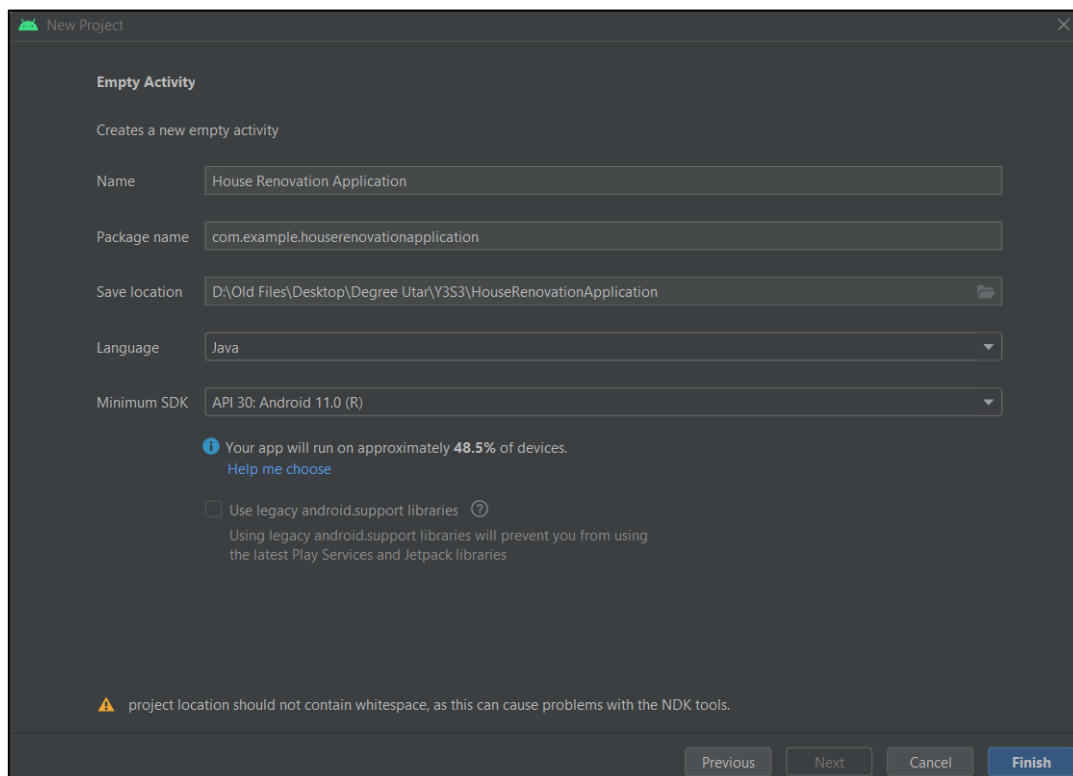 New Project
Empty Activity
Creates a new empty activity
Name House Renovation Application
Package name com.example.houserenovationapplication
Save location D:\Old Files\Desktop\Degree Utar\Y3S3\HouseRenovationApplication
Language Java
Minimum SDK API 30: Android 11.0 (R)
Your app will run on approximately 48.5% of devices.
Help me choose
Use legacy android.support libraries ?
Using legacy android.support libraries will prevent you from using
the latest Play Services and Jetpack libraries
project location should not contain whitespace, as this can cause problems with the NDK tools.
Previous Next Cancel Finish